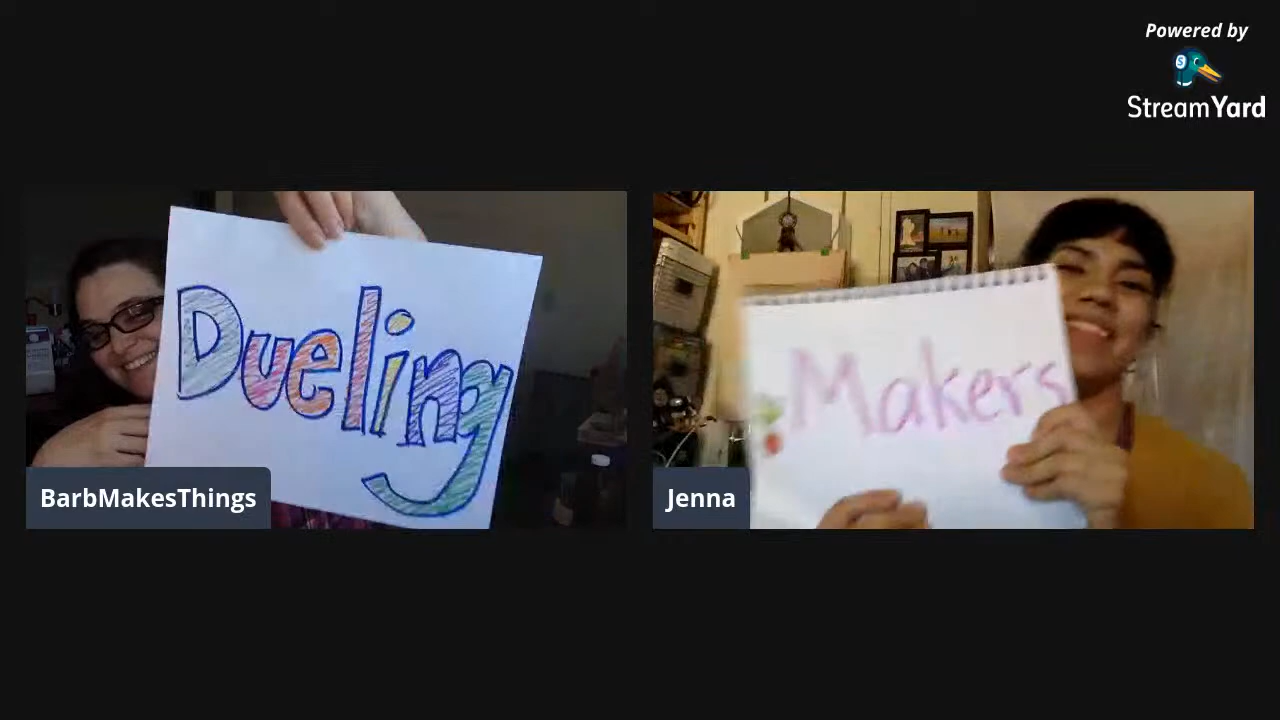 Powered by
StreamYard
Dueling
Makers
BarbMakesThings
Jenna